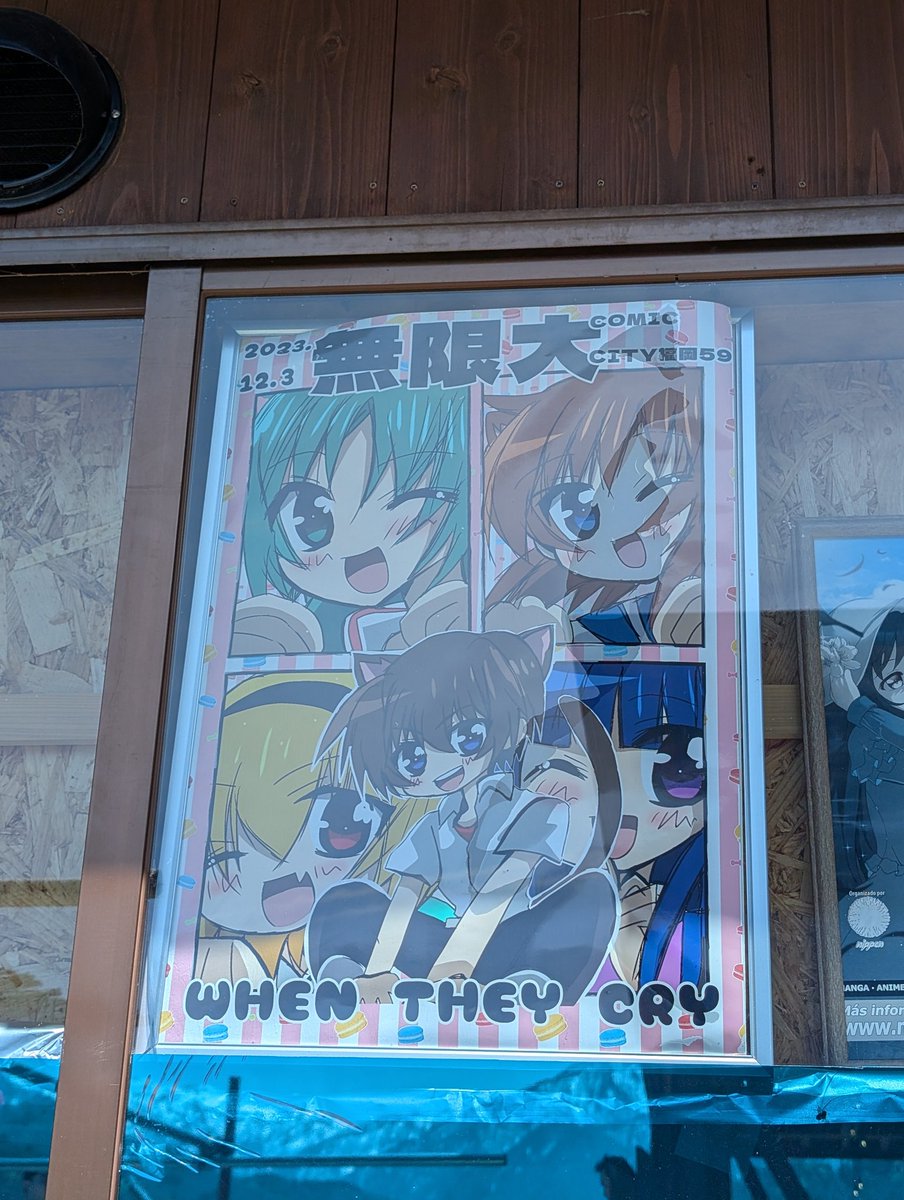 2023.
12.3
無限大
COMIC
CITY福岡59
WHEN THEY CRY
Organizado por
nippon
MANGA · ANIME
Más infor
www.n